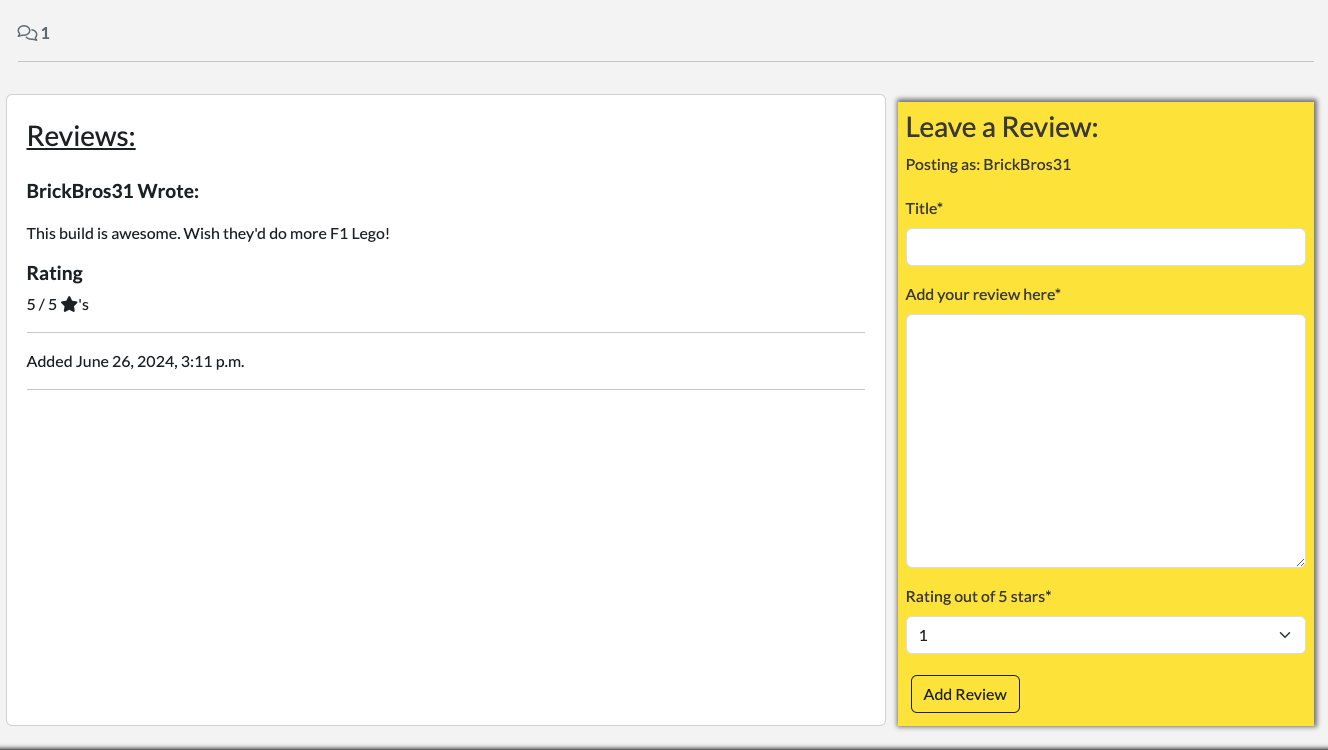 1
Reviews:
BrickBros31 Wrote:
This build is awesome. Wish they'd do more F1 Lego!
Rating
5 / 5 ★'s
Added June 26, 2024, 3:11 p.m.
Leave a Review:
Posting as: BrickBros31
Title*
Add your review here*
Rating out of 5 stars*
1
Add Review